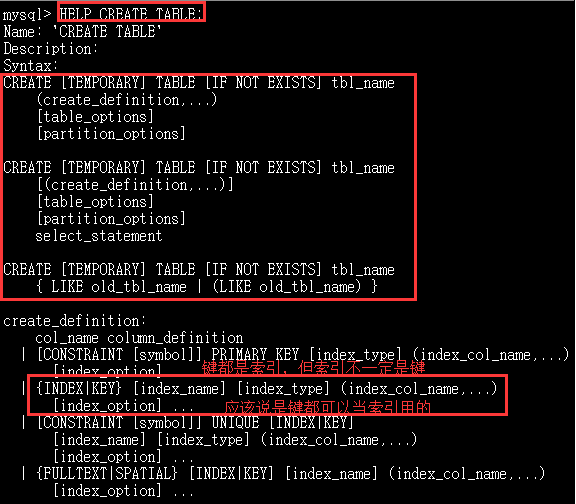 mysql> HELP CREATE TABLE;
Name: 'CREATE TABLE'
Description:
Syntax:
CREATE [TEMPORARY] TABLE [IF NOT EXISTS] tbl_name
(create_definition,...)
[table_options]
[partition_options]
CREATE [TEMPORARY] TABLE [IF NOT EXISTS] tbl_name
[(create_definition,...)]
[table_options]
[partition_options]
select_statement
CREATE [TEMPORARY] TABLE [IF NOT EXISTS] tbl_name
{ LIKE old_tbl_name | (LIKE old_tbl_name) }
create_definition:
col_name column_definition
| [CONSTRAINT [symbol]] PRIMARY KEY [index_type] (index_col_name,...)
[index_option] ...
键都是索引，但索引不一定是键
| {INDEX|KEY} [index_name] [index_type] (index_col_name,...)
[index_option] ...
应该说是键都可以当索引用的
| [CONSTRAINT [symbol]] UNIQUE [INDEX|KEY]
[index_name] [index_type] (index_col_name,...)
[index_option] ...
| {FULLTEXT|SPATIAL} [INDEX|KEY] [index_name] (index_col_name,...)
[index_option] ...